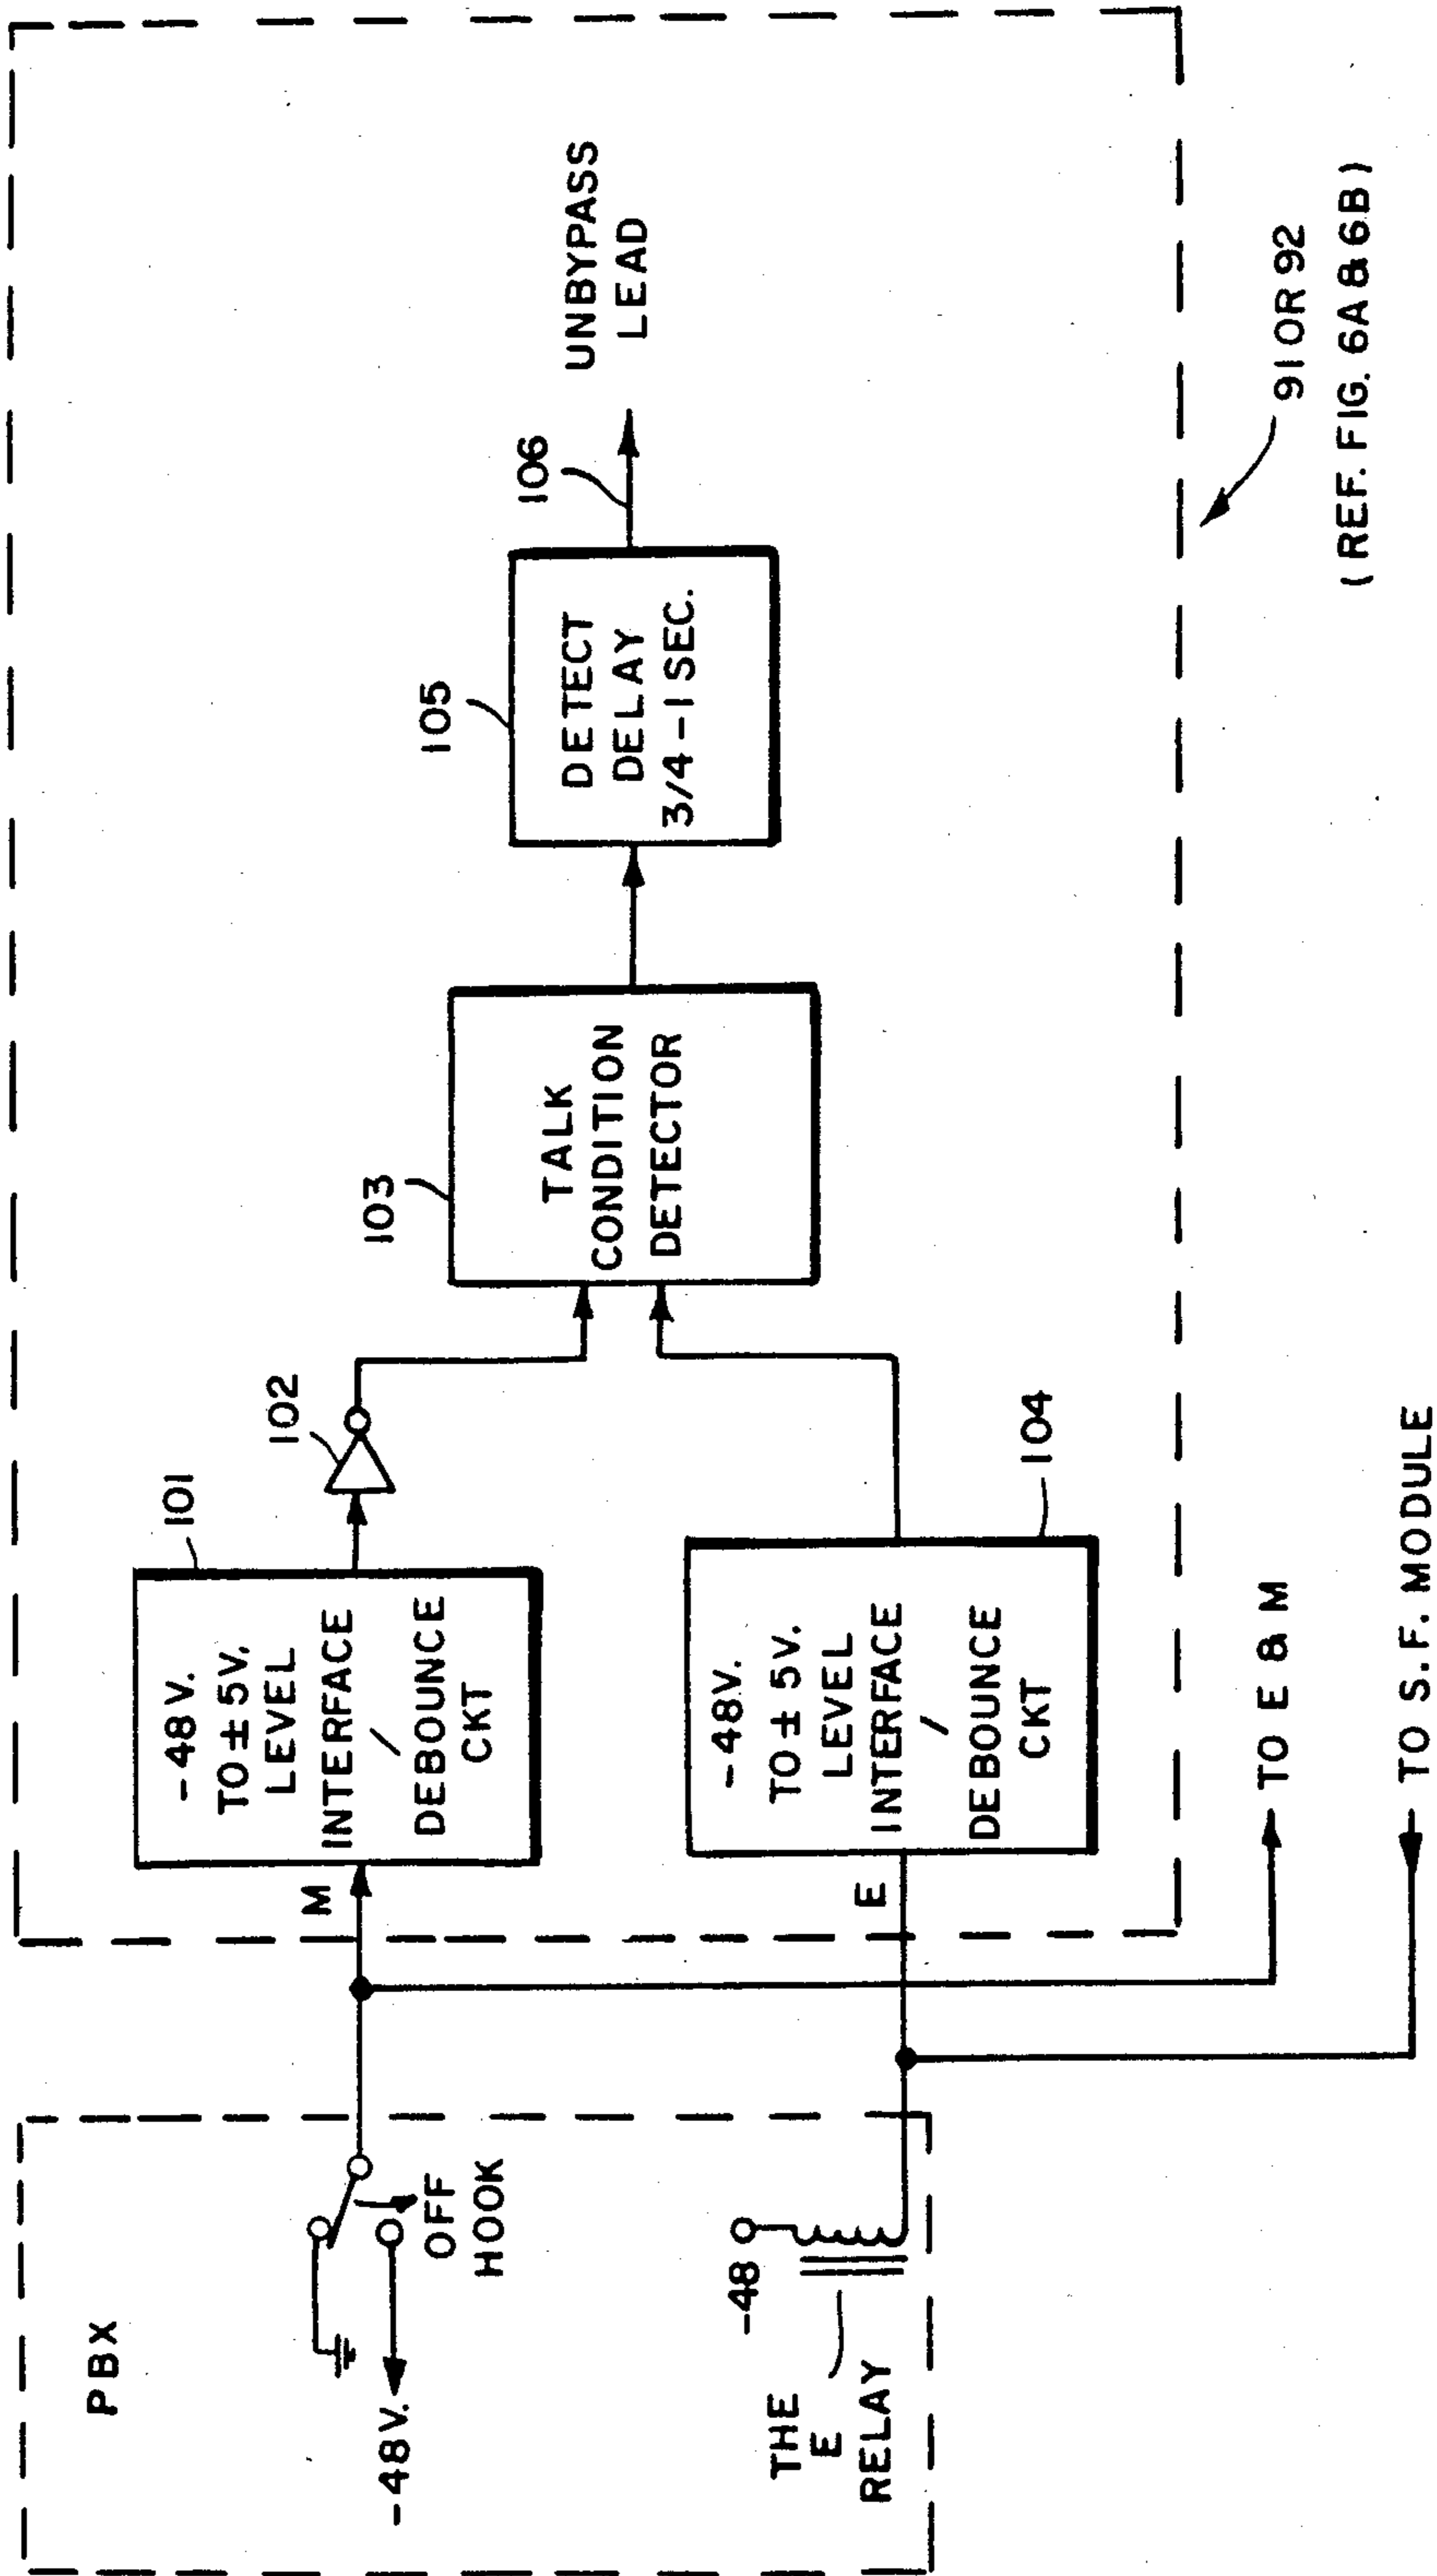 PBX
-48V.
OFF
HOOK
THE
E
RELAY
-48
M
E
101
-48V.
TO ± 5V.
LEVEL
INTERFACE
/
DEBOUNCE
CKT
102
104
-48V.
TO ± 5V.
LEVEL
INTERFACE
/
DEBOUNCE
CKT
103
TALK
CONDITION
DETECTOR
105
DETECT
DELAY
3/4-1 SEC.
106
UNBYPASS
LEAD
TO E & M
TO S.F. MODULE
91 OR 92
(REF. FIG. 6A & 6B)